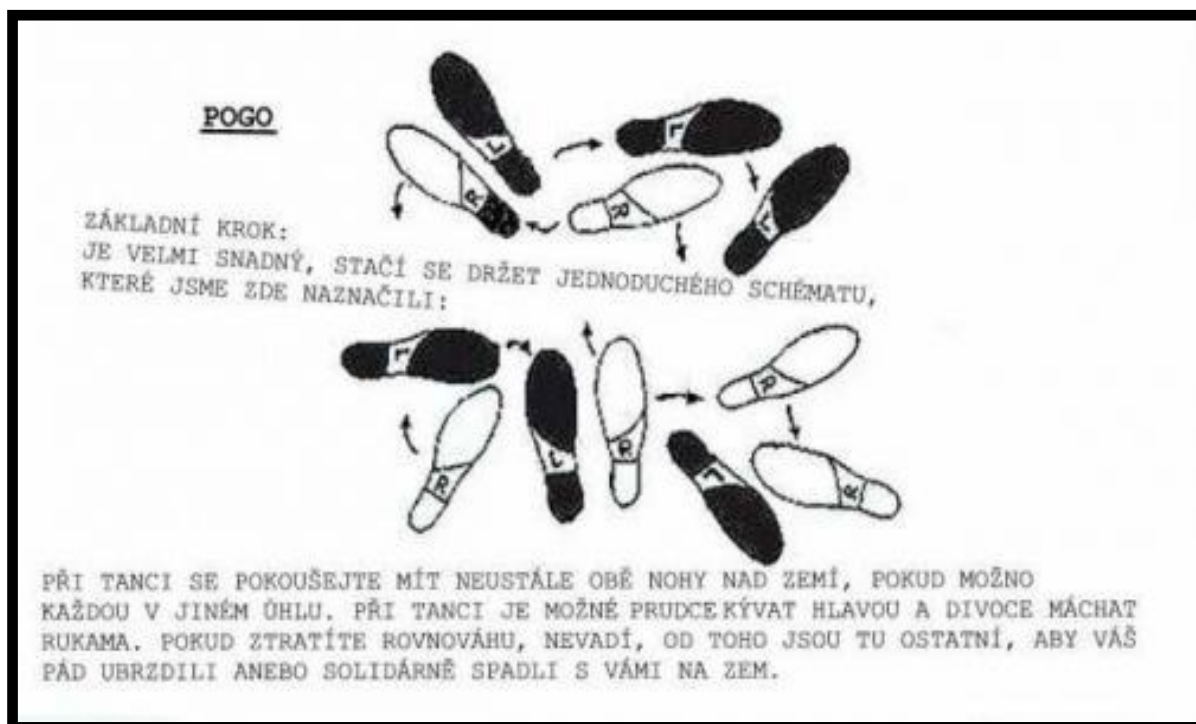 POGO
L
L
R
R
L
ZÁKLADNÍ KROK:
JE VELMI SNADNÝ, STAČÍ SE DRŽET JEDNODUCHÉHO SCHÉMATU,
KTERÉ JSME ZDE NAZNAČILI:
L
R
L
R
R
L
R
PŘI TANCI SE POKOUŠEJTE MÍT NEUSTÁLE OBĚ NOHY NAD ZEMÍ, POKUD MOŽNO
KAŽDOU V JINÉM ÚHLU. PŘI TANCI JE MOŽNÉ PRUDCE KÝVAT HLAVOU A DIVOCE MÁCHAT
RUKAMA. POKUD ZTRATÍTE ROVNOVÁHU, NEVADÍ, OD TOHO JSOU TU OSTATNÍ, ABY VÁŠ
PÁD UBRZDILI ANEBO SOLIDÁRNĚ SPADLI S VÁMI NA ZEM.